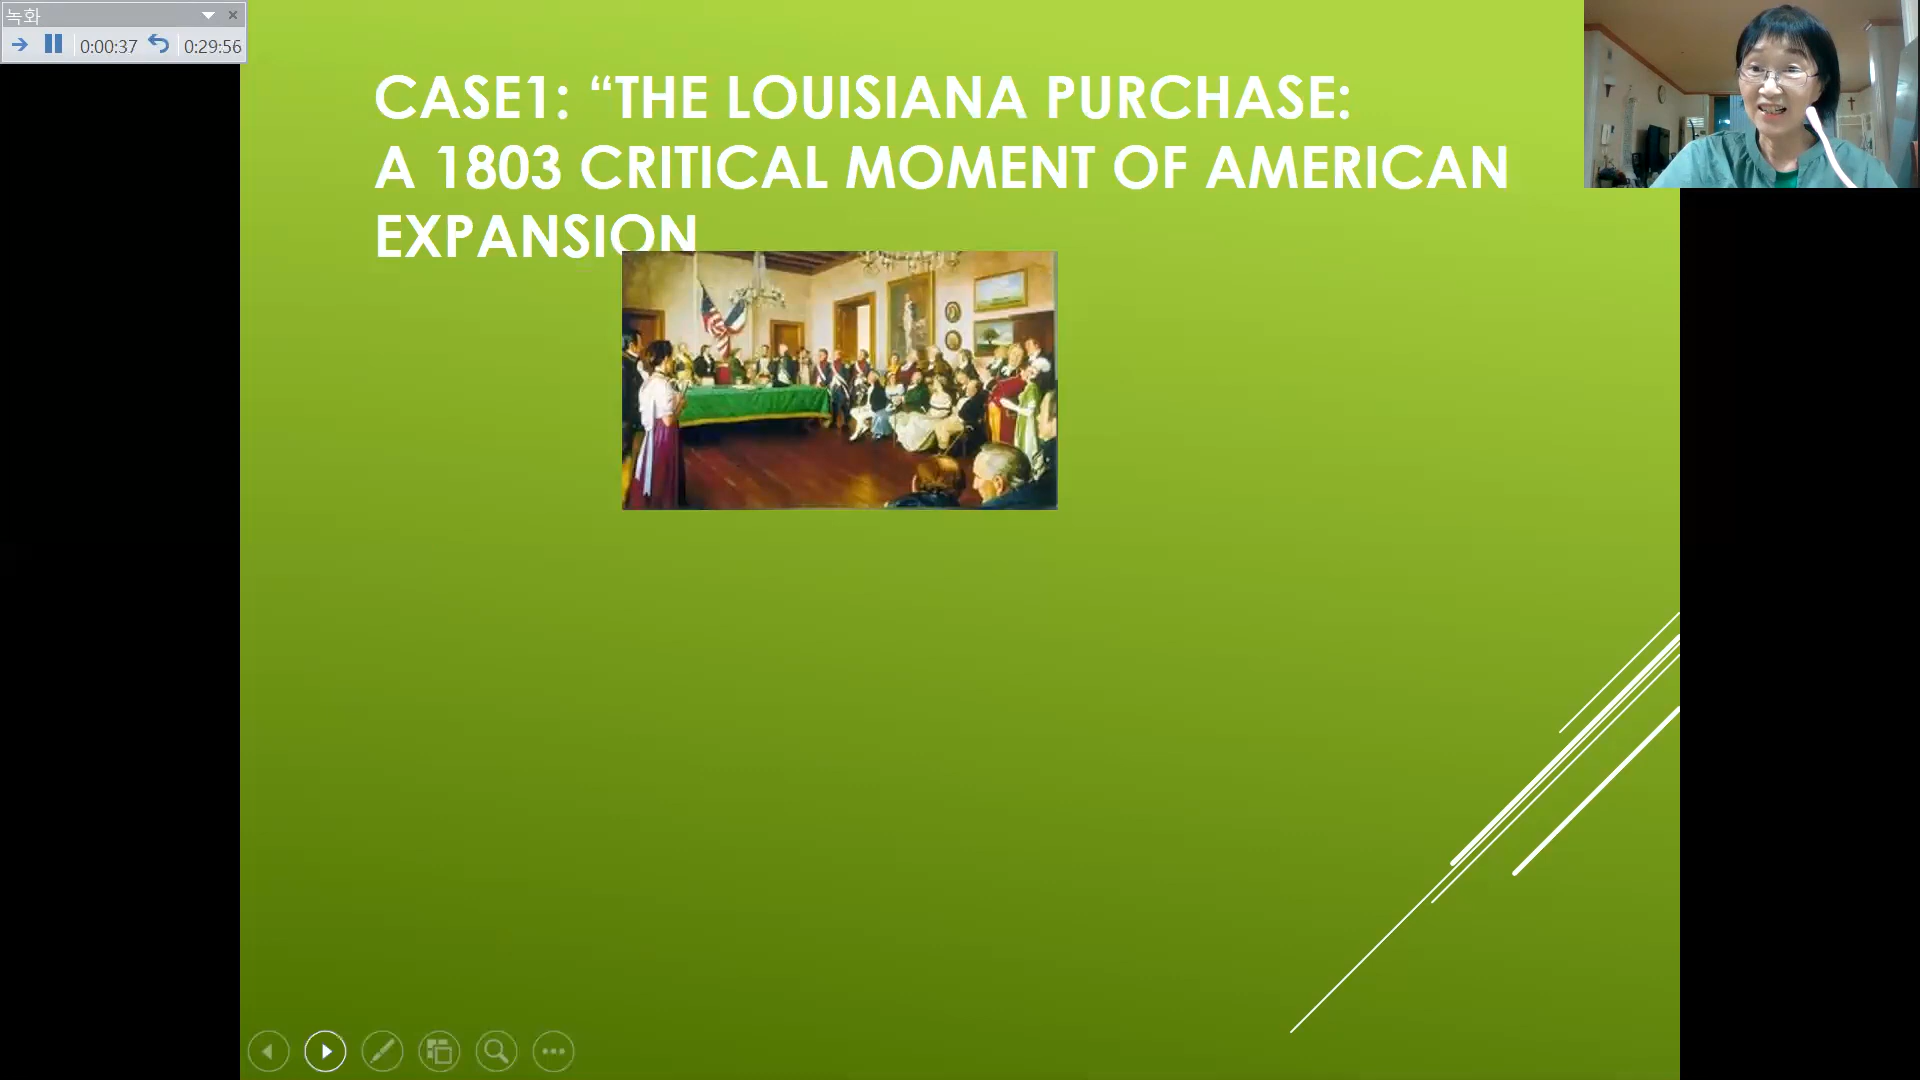 녹화
0:00:37 0:29:56
CASE1: “THE LOUISIANA PURCHASE:
A 1803 CRITICAL MOMENT OF AMERICAN
EXPANSION